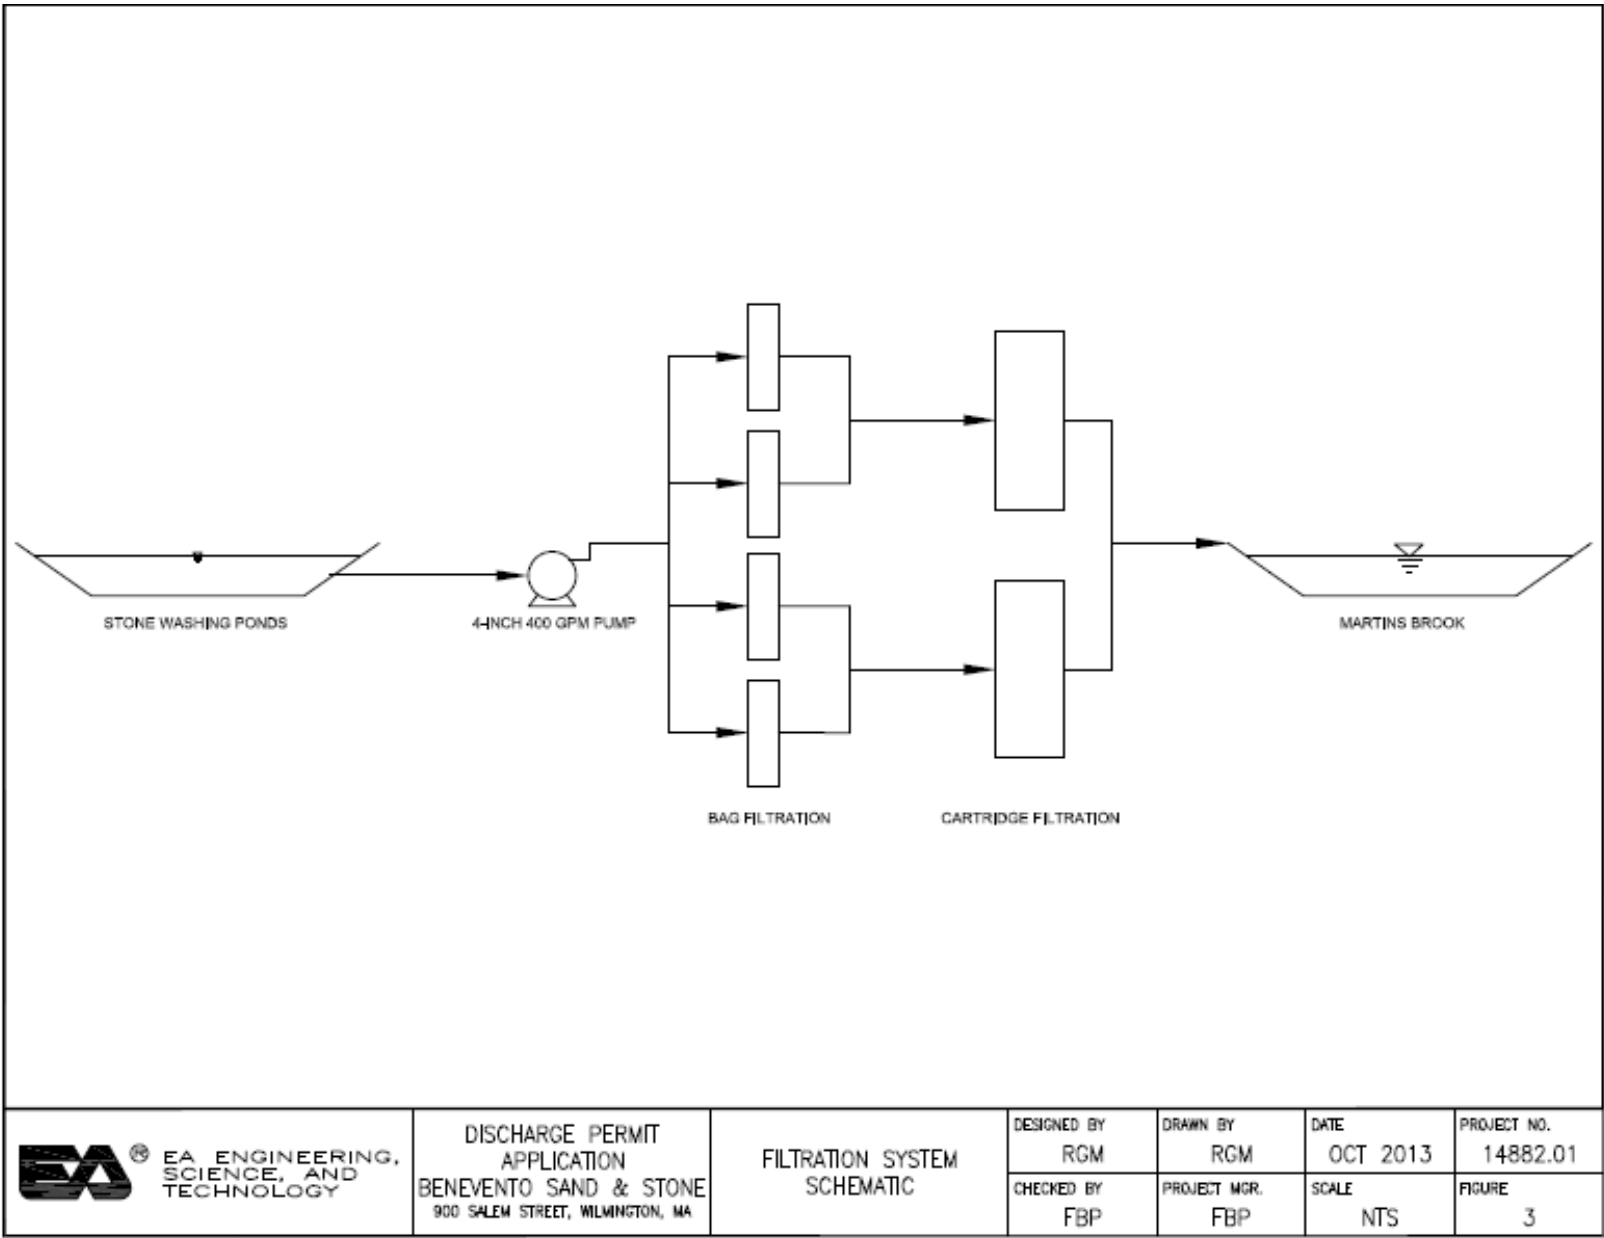 STONE WASHING PONDS
4-INCH 400 GPM PUMP
MARTINS BROOK
BAG FILTRATION
CARTRIDGE FILTRATION
EA ®
EA ENGINEERING,
SCIENCE, AND
TECHNOLOGY
DISCHARGE PERMIT
APPLICATION
BENEVENTO SAND & STONE
900 SALEM STREET, WILMINGTON, MA
FILTRATION SYSTEM
SCHEMATIC
DESIGNED BY
RGM
DRAWN BY
RGM
DATE
OCT 2013
PROJECT NO.
14882.01
CHECKED BY
FBP
PROJECT MGR.
FBP
SCALE
NTS
FIGURE
3